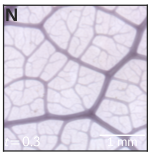 N
t = 0.3
1 mm